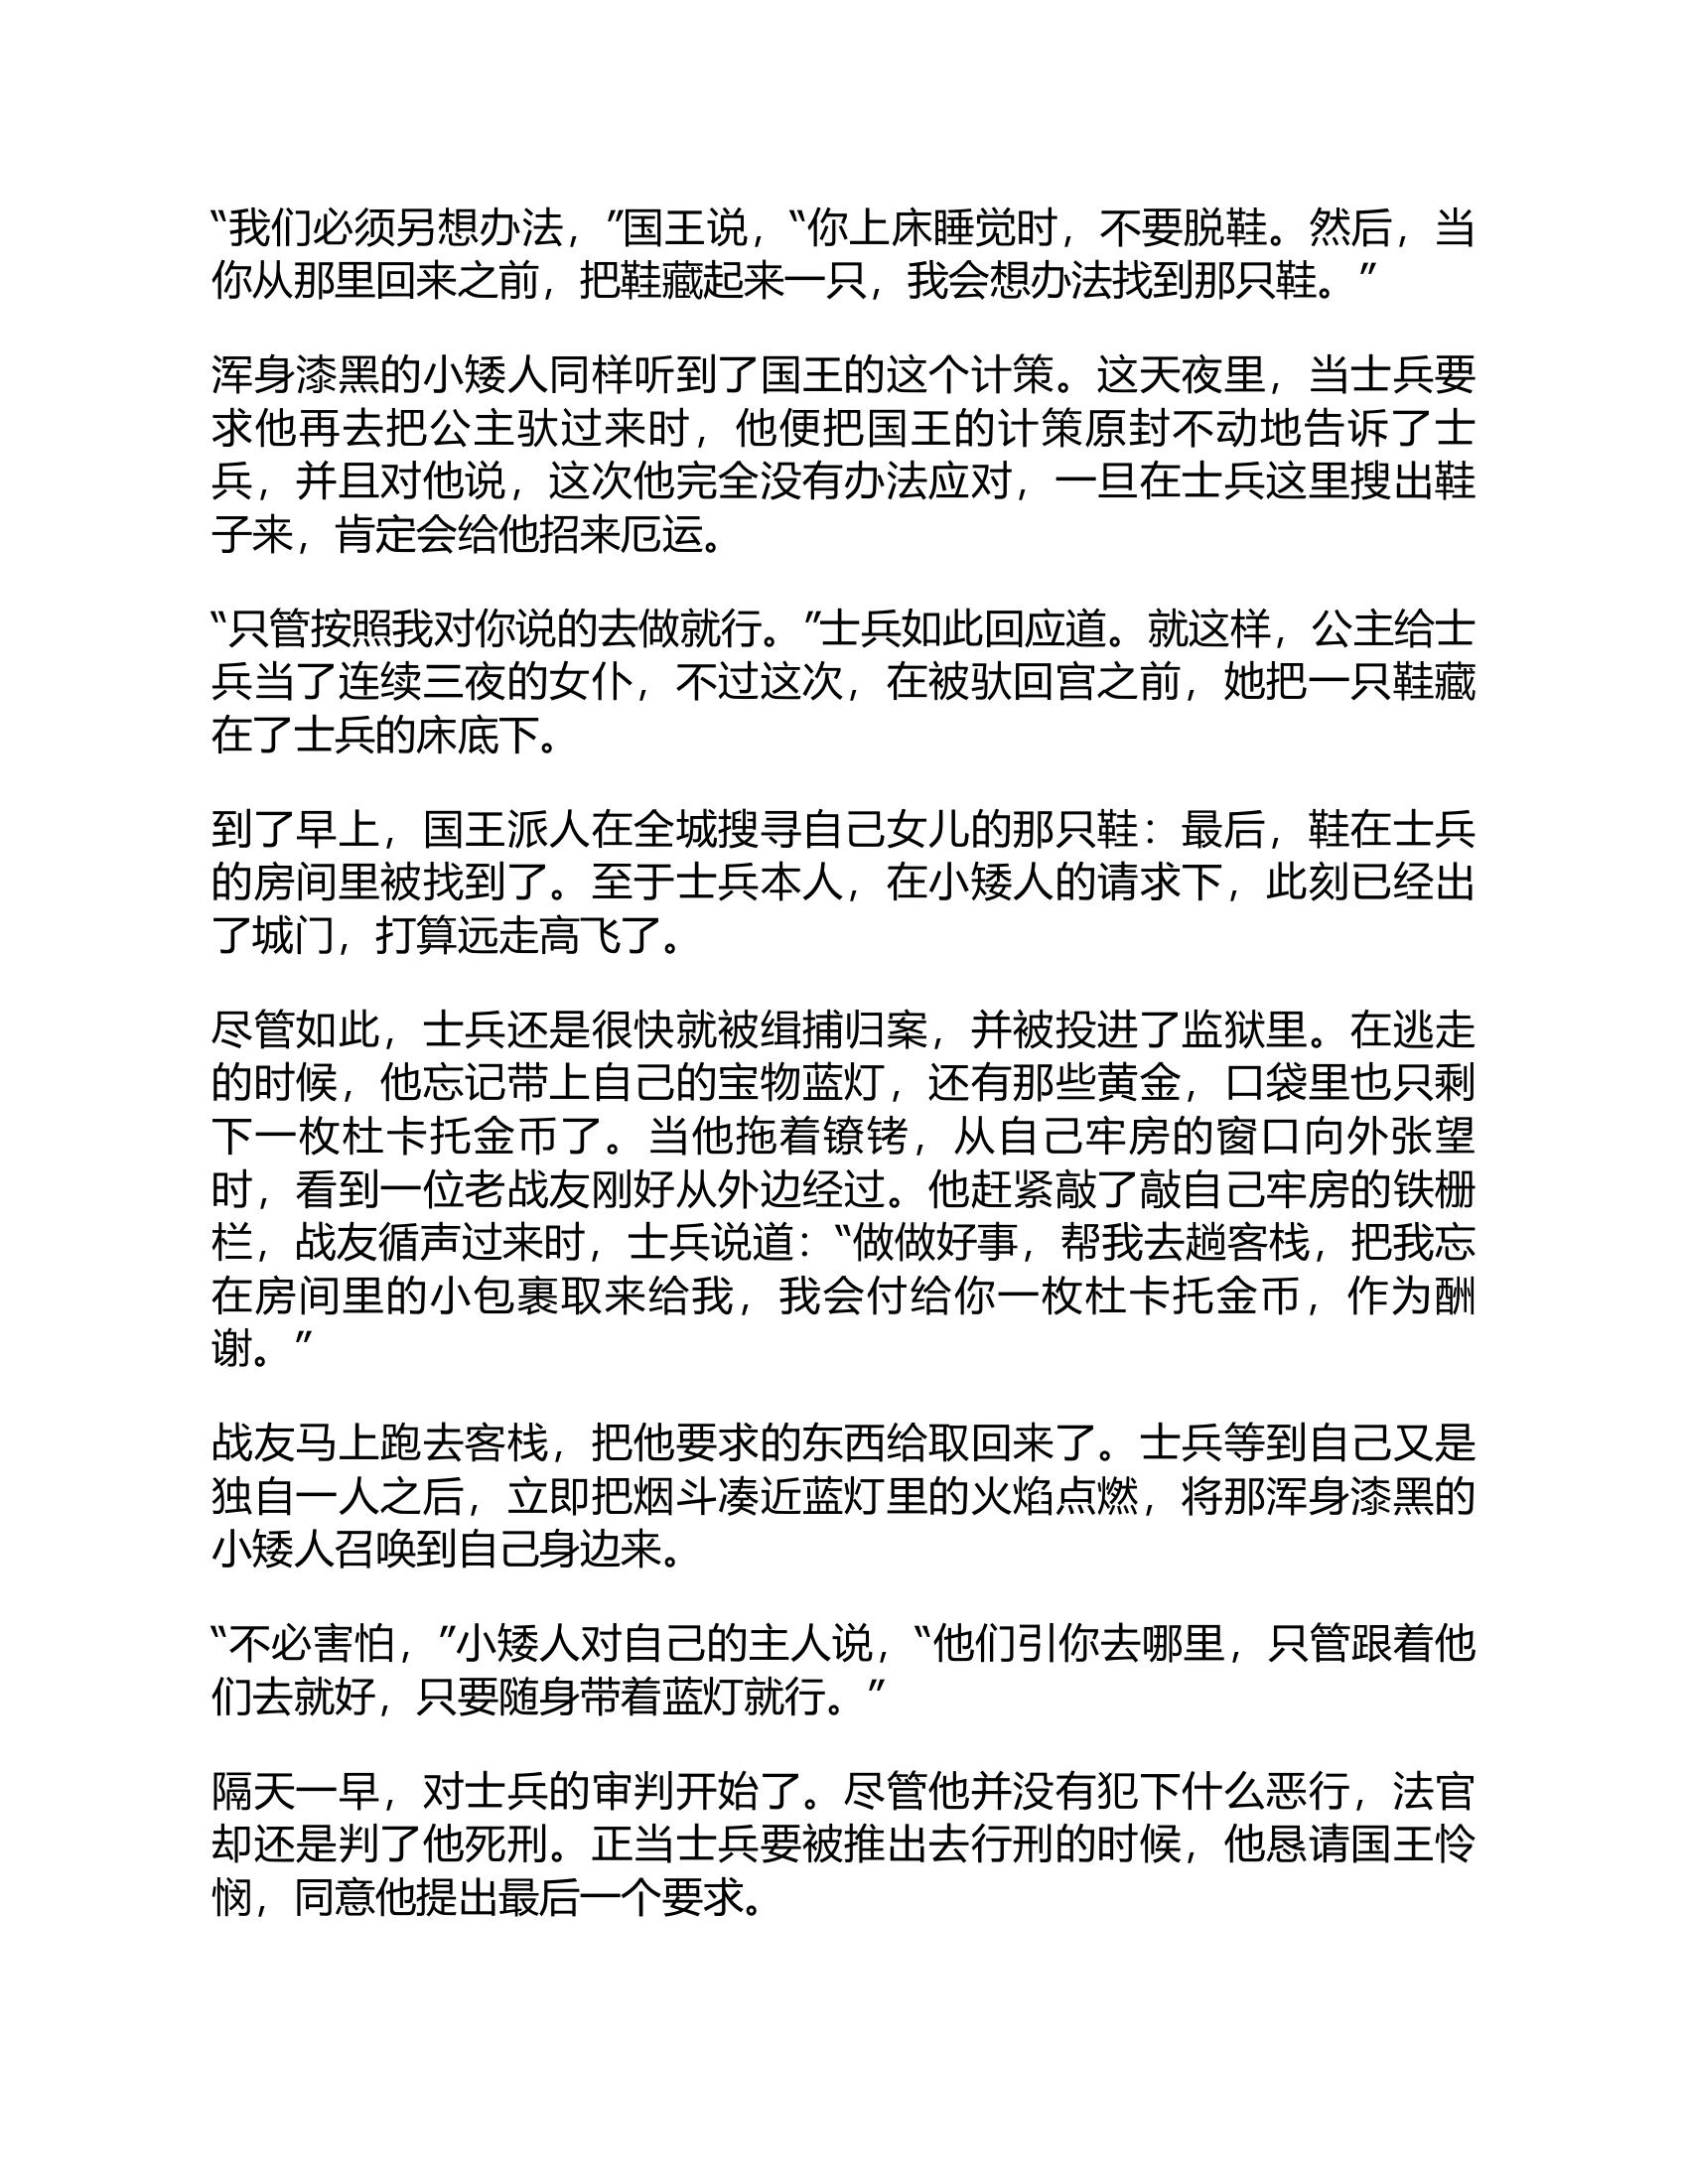 “我们必须另想办法，”国王说，“你上床睡觉时，不要脱鞋。然后，当
你从那里回来之前，把鞋藏起来一只，我会想办法找到那只鞋。”
浑身漆黑的小矮人同样听到了国王的这个计策。这天夜里，当士兵要
求他再去把公主驮过来时，他便把国王的计策原封不动地告诉了士
兵，并且对他说，这次他完全没有办法应对，一旦在士兵这里搜出鞋
子来，肯定会给他招来厄运。
“只管按照我对你说的去做就行。”士兵如此回应道。就这样，公主给士
兵当了连续三夜的女仆，不过这次，在被驮回宫之前，她把一只鞋藏
在了士兵的床底下。
到了早上，国王派人在全城搜寻自己女儿的那只鞋：最后，鞋在士兵
的房间里被找到了。至于士兵本人，在小矮人的请求下，此刻已经出
了城门，打算远走高飞了。
尽管如此，士兵还是很快就被缉捕归案，并被投进了监狱里。在逃走
的时候，他忘记带上自己的宝物蓝灯，还有那些黄金，口袋里也只剩
下一枚杜卡托金币了。当他拖着镣铐，从自己牢房的窗口向外张望
时，看到一位老战友刚好从外边经过。他赶紧敲了敲自己牢房的铁栅
栏，战友循声过来时，士兵说道：“做做好事，帮我去趟客栈，把我忘
在房间里的小包裹取来给我，我会付给你一枚杜卡托金币，作为酬
谢。”
战友马上跑去客栈，把他要求的东西给取回来了。士兵等到自己又是
独自一人之后，立即把烟斗凑近蓝灯里的火焰点燃，将那浑身漆黑的
小矮人召唤到自己身边来。
“不必害怕，”小矮人对自己的主人说，“他们引你去哪里，只管跟着他
们去就好，只要随身带着蓝灯就行。”
隔天一早，对士兵的审判开始了。尽管他并没有犯下什么恶行，法官
却还是判了他死刑。正当士兵要被推出去行刑的时候，他恳请国王怜
悯，同意他提出最后一个要求。